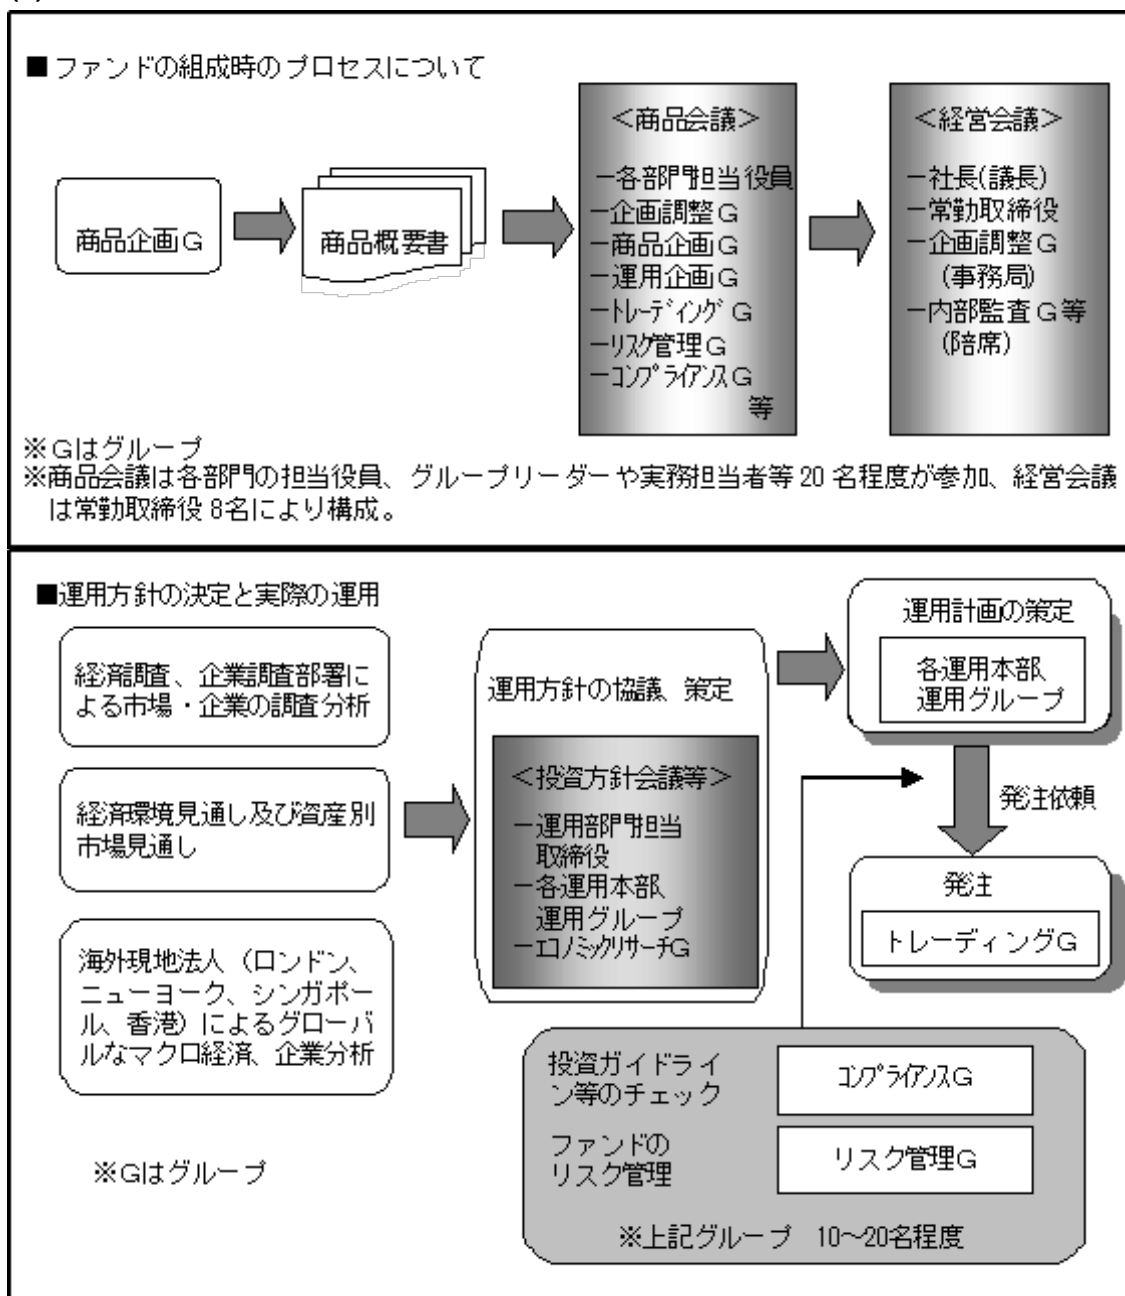 ■ファンドの組成時のプロセスについて
商品企画G
商品概要書
＜商品会議＞
－各部門担当役員
－企画調整G
－商品企画G
－運用企画G
－ﾄﾚｰﾃﾞｨﾝｸﾞG
－ﾘｽｸ管理G
－ｺﾝﾌﾟﾗｲｱﾝｽG
等
＜経営会議＞
－社長(議長)
－常勤取締役
－企画調整G
(事務局)
－内部監査G等
(陪席)
※Gはグループ
※商品会議は各部門の担当役員、グループリーダーや実務担当者等20名程度が参加、経営会議
は常勤取締役8名により構成。
■運用方針の決定と実際の運用
経済調査、企業調査部署に
よる市場・企業の調査分析
経済環境見通し及び資産別
市場見通し
海外現地法人（ロンドン、
ニューヨーク、シンガポー
ル、香港）によるグローバ
ルなマクロ経済、企業分析
※Gはグループ
運用方針の協議、策定
＜投資方針会議等＞
－運用部門担当
取締役
－各運用本部、
運用グループ
－ｴｺﾉﾐｯｸﾘｻｰﾁG
運用計画の策定
各運用本部、
運用グループ
発注依頼
発注
トレーディングG
投資ガイドライ
ン等のチェック
ｺﾝﾌﾟﾗｲｱﾝｽG
ファンドの
リスク管理
リスク管理G
※上記グループ　10～20名程度